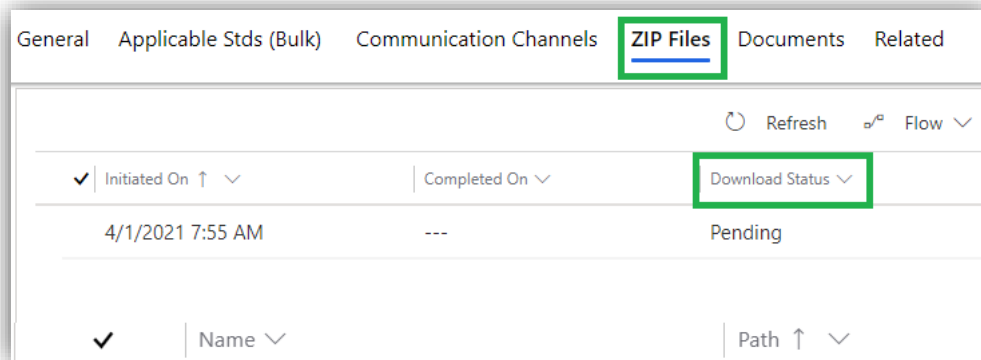 General Applicable Stds (Bulk) Communication Channels ZIP Files Documents Related
Refresh Flow
Initiated On ↑ Completed On Download Status
4/1/2021 7:55 AM --- Pending
Name Path ↑